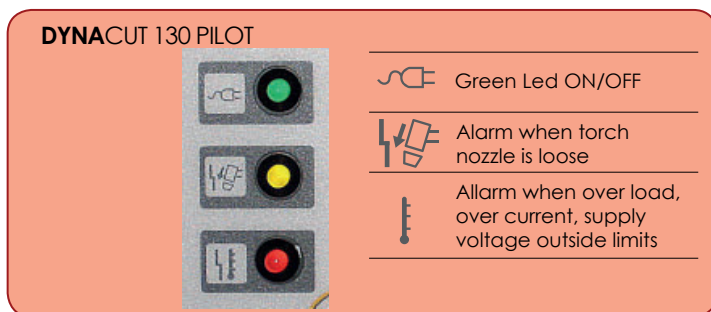 DYNACUT 130 PILOT
Green Led ON/OFF
Alarm when torch
nozzle is loose
Allarm when over load,
over current, supply
voltage outside limits